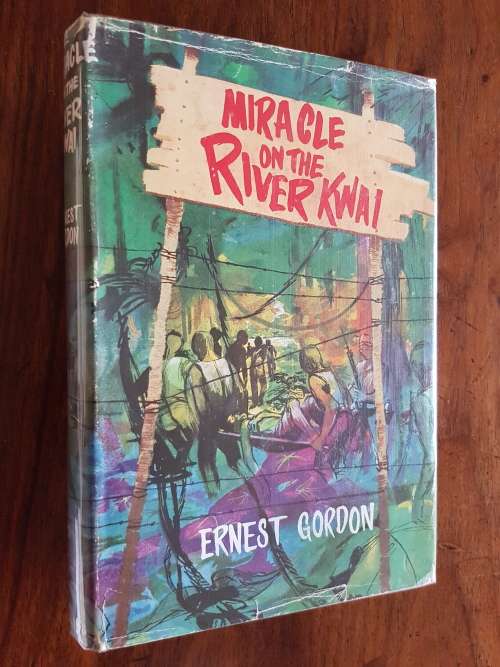 MIRACLE
ON THE
RIVER KWAI
ERNEST GORDON